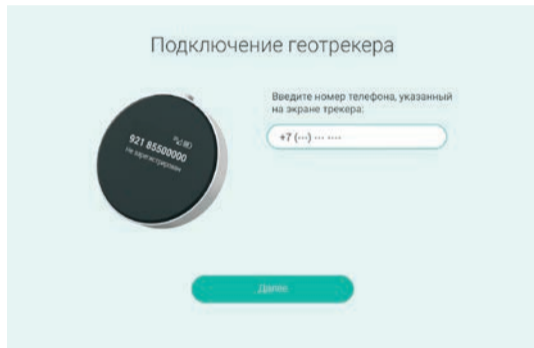 Подключение геотрекера
Введите номер телефона, указанный
на экране трекера:
+7 (---) --- ----
921 85500000
Не зарегистрирован
Далее